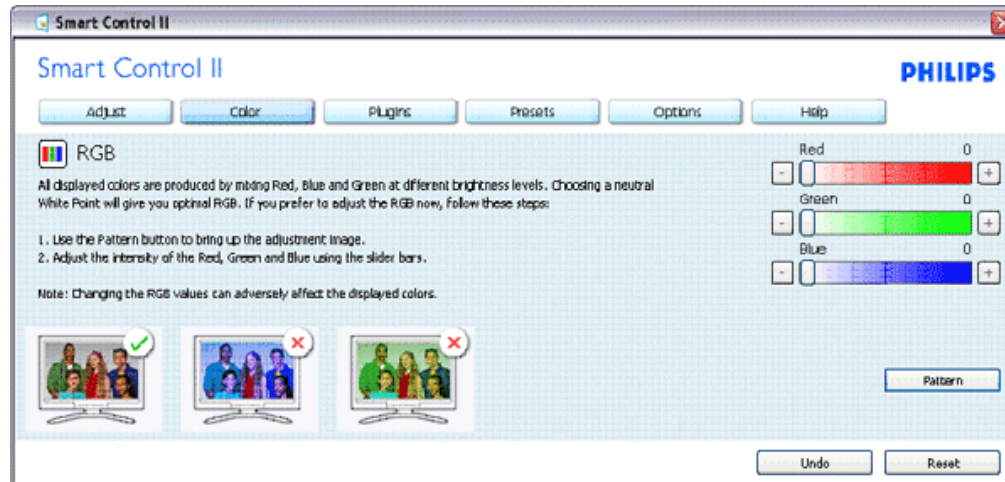 Smart Control II
Smart Control II
PHILIPS
Adjust Color Plugins Presets Options Help
RGB
All displayed colors are produced by mixing Red, Blue and Green at different brightness levels. Choosing a neutral
White Point will give you optimal RGB. If you prefer to adjust the RGB now, follow these steps:
1. Use the Pattern button to bring up the adjustment image.
2. Adjust the intensity of the Red, Green and Blue using the slider bars.
Note: Changing the RGB values can adversely affect the displayed colors.
Red 0
- +
Green 0
- +
Blue 0
- +
Pattern
Undo Reset